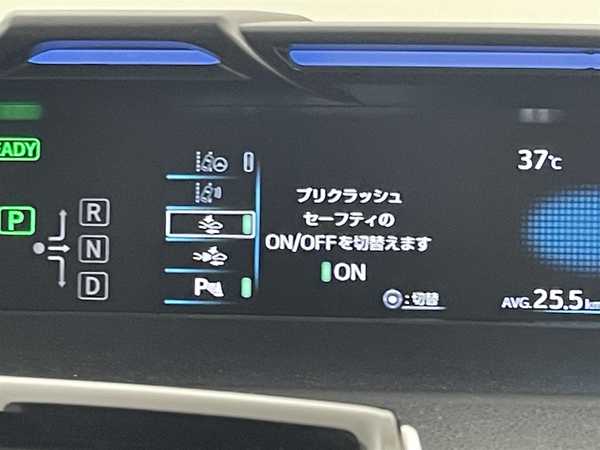 READY
P
R
N
D
P
プリクラッシュ
セーフティの
ON/OFFを切替えます
ON
:切替
37℃
AVG.25.5km